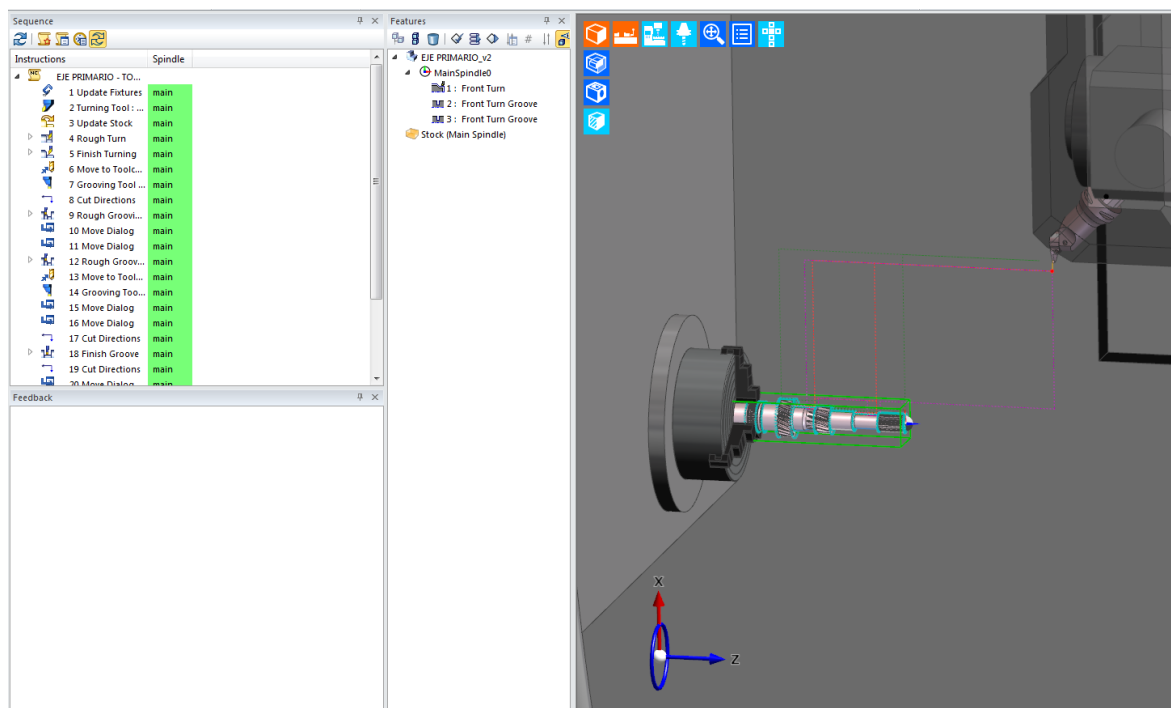 Sequence
Instructions Spindle
EJE PRIMARIO - TO...
1 Update Fixtures main
2 Turning Tool : ... main
3 Update Stock main
4 Rough Turn main
5 Finish Turning main
6 Move to Toolc... main
7 Grooving Tool ... main
8 Cut Directions main
9 Rough Groovi... main
10 Move Dialog main
11 Move Dialog main
12 Rough Groov... main
13 Move to Tool... main
14 Grooving Too... main
15 Move Dialog main
16 Move Dialog main
17 Cut Directions main
18 Finish Groove main
19 Cut Directions main
20 Move Dialog main
Feedback
Features
EJE PRIMARIO_v2
MainSpindle0
1 : Front Turn
2 : Front Turn Groove
3 : Front Turn Groove
Stock (Main Spindle)
X
Z